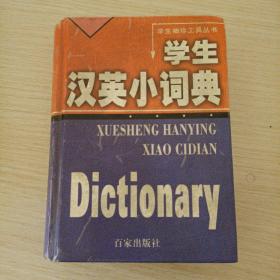 学生袖珍工具丛书
学生
汉英小词典
XUESHENG HANYING
XIAO CIDIAN
Dictionary
百家出版社